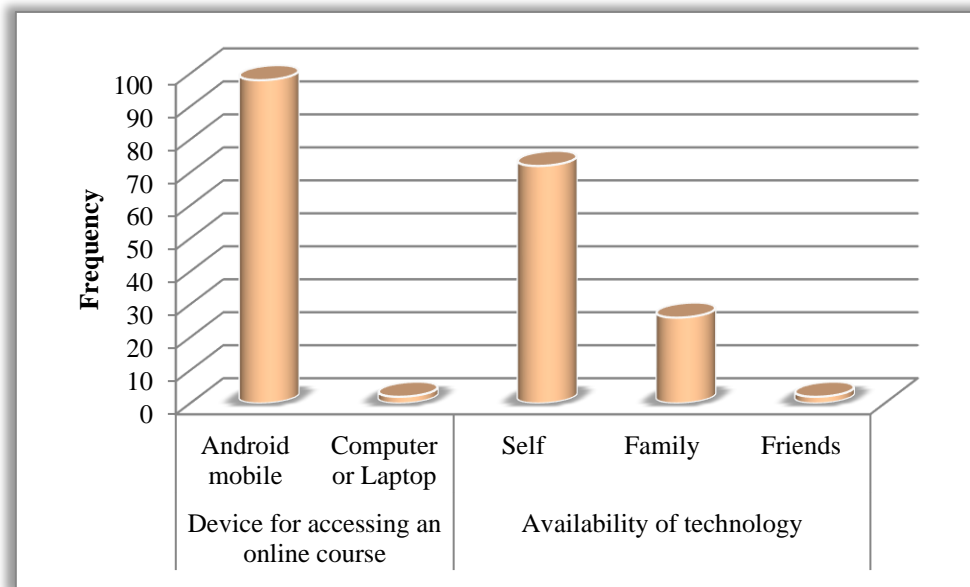 Frequency
100
90
80
70
60
50
40
30
20
10
0
Android
mobile
Computer
or Laptop
Self
Family
Friends
Device for accessing an
online course
Availability of technology